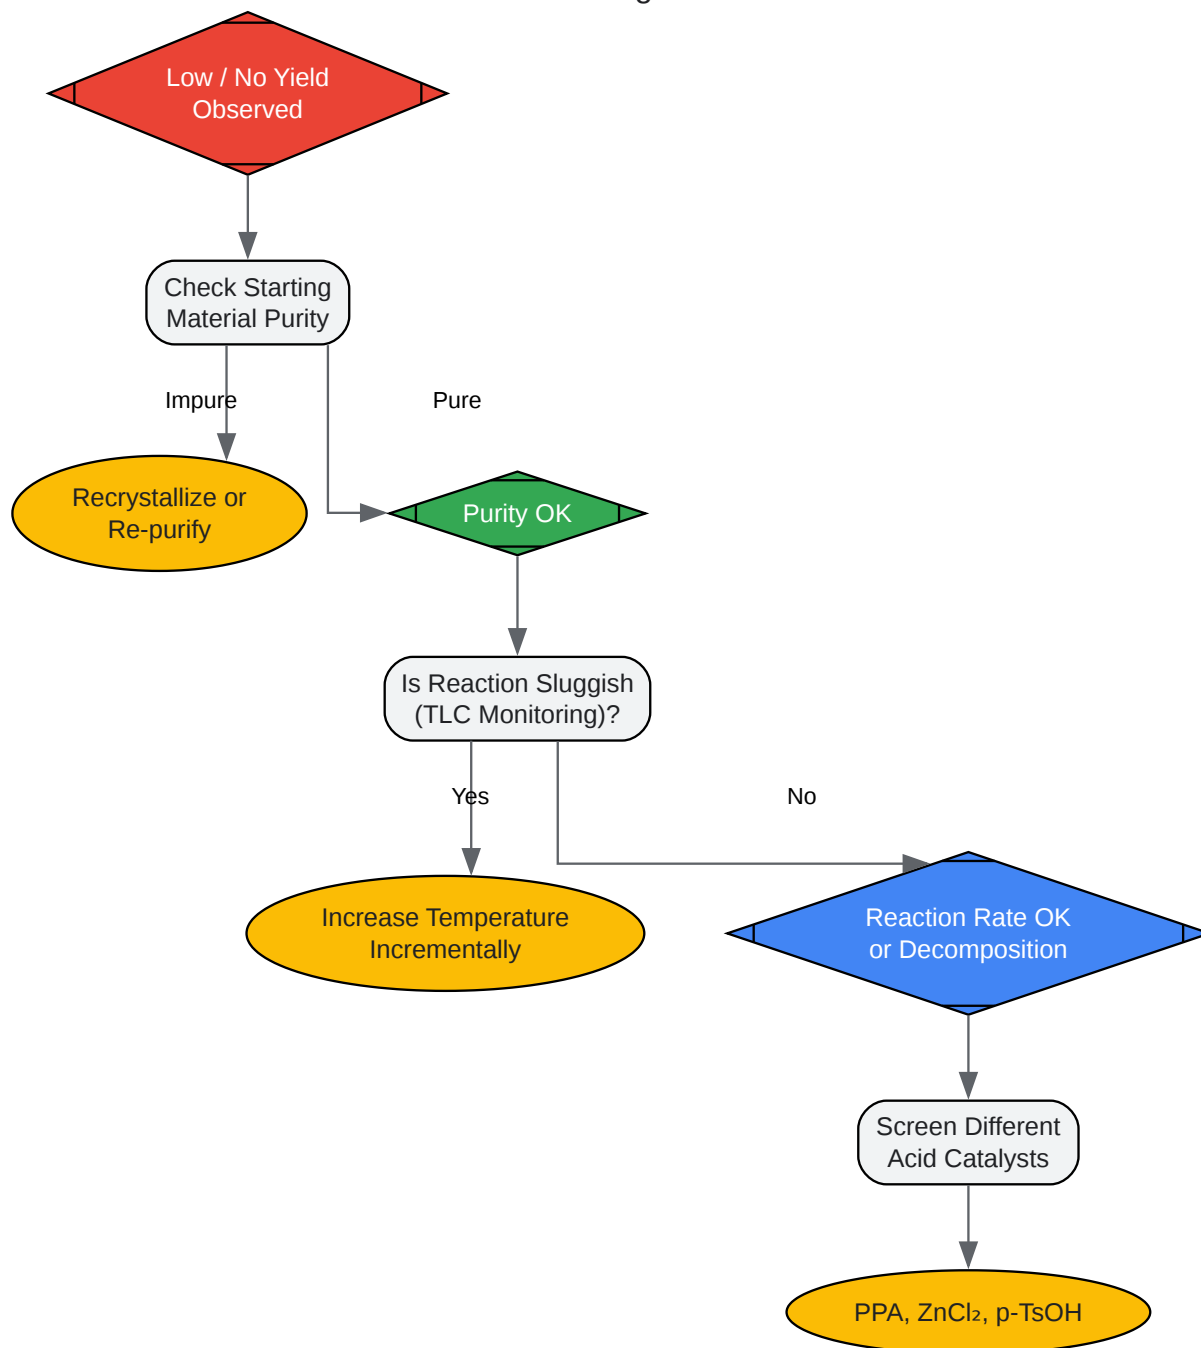 Low / No Yield
Observed
Check Starting
Material Purity
Impure
Pure
Recrystallize or
Re-purify
Purity OK
Is Reaction Sluggish
(TLC Monitoring)?
Yes
No
Increase Temperature
Incrementally
Reaction Rate OK
or Decomposition
Screen Different
Acid Catalysts
PPA, ZnCl₂, p-TsOH